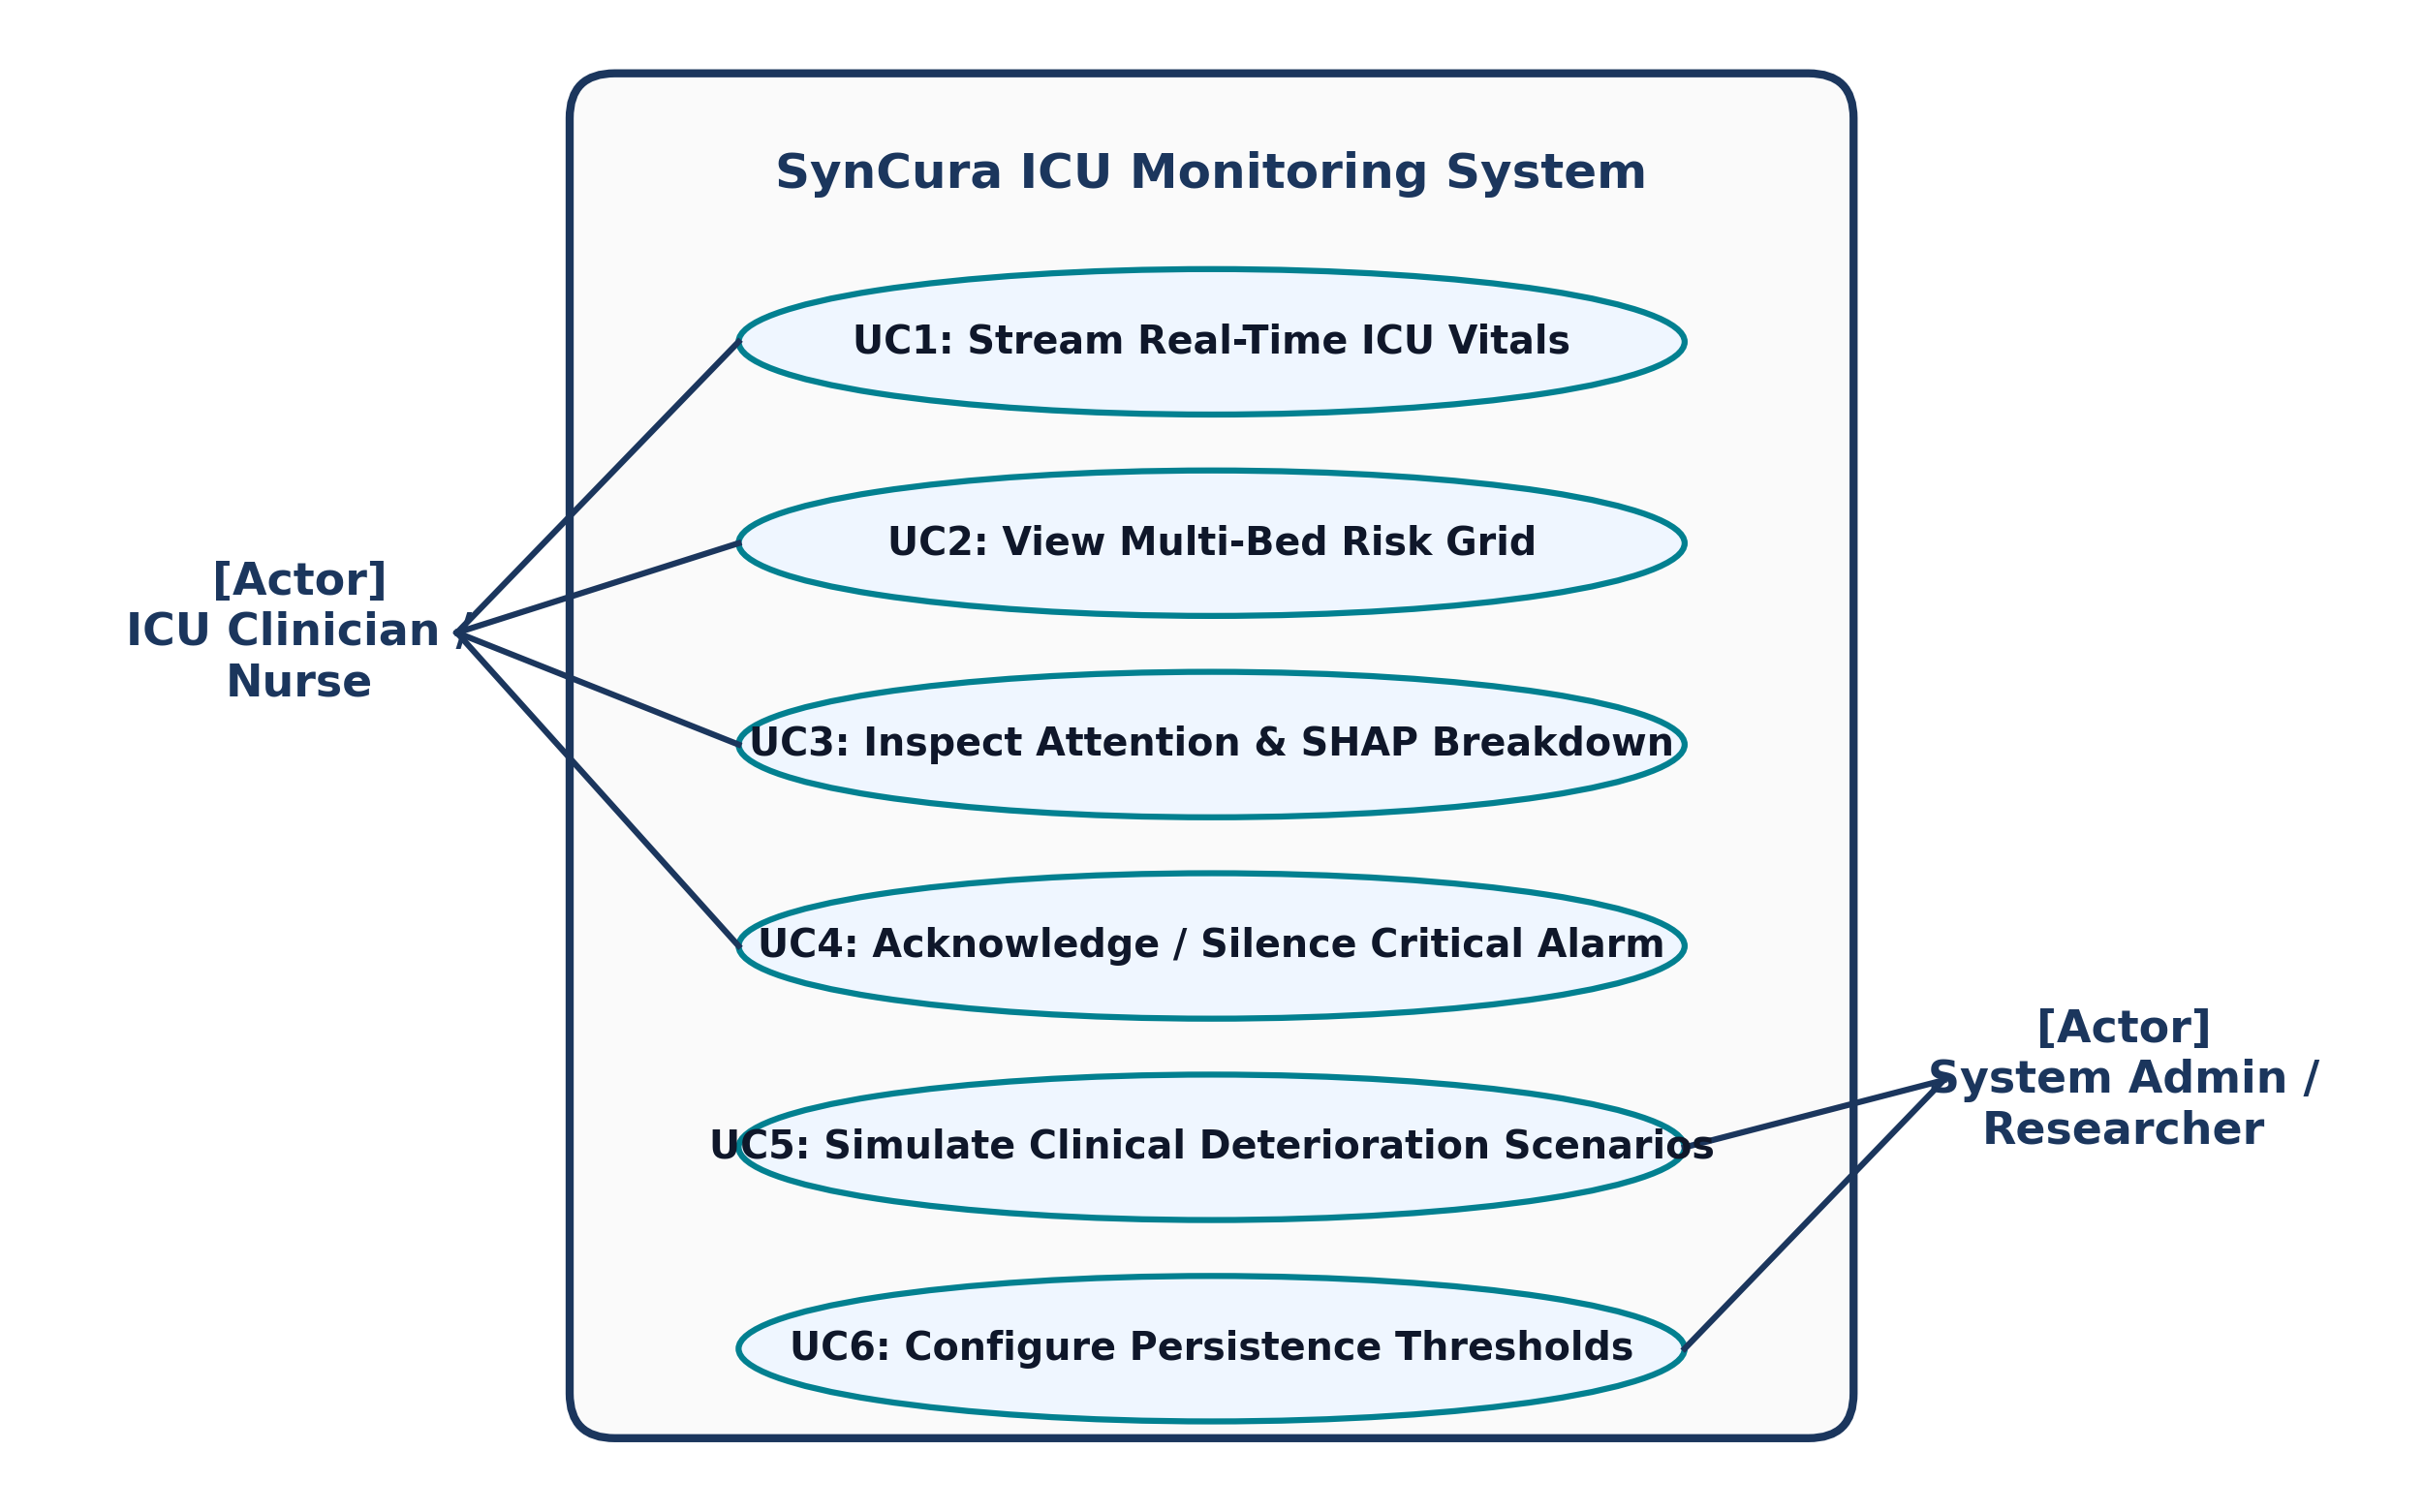 SynCura ICU Monitoring System
UC1: Stream Real-Time ICU Vitals
UC2: View Multi-Bed Risk Grid
[Actor]
ICU Clinician /
Nurse
UC3: Inspect Attention & SHAP Breakdown
UC4: Acknowledge / Silence Critical Alarm
[Actor]
System Admin /
Researcher
UC5: Simulate Clinical Deterioration Scenarios
UC6: Configure Persistence Thresholds